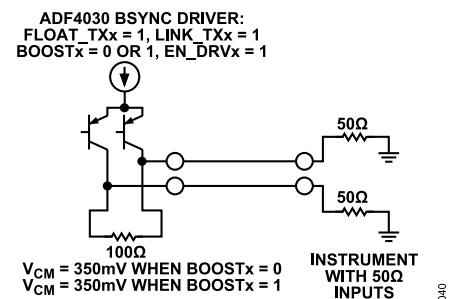 ADF4030 BSYNC DRIVER:
FLOAT_TXx = 1, LINK_TXx = 1
BOOSTx = 0 OR 1, EN_DRVx = 1
50Ω
50Ω
100Ω
VCM = 350mV WHEN BOOSTx = 0
VCM = 350mV WHEN BOOSTx = 1
INSTRUMENT
WITH 50Ω
INPUTS
040